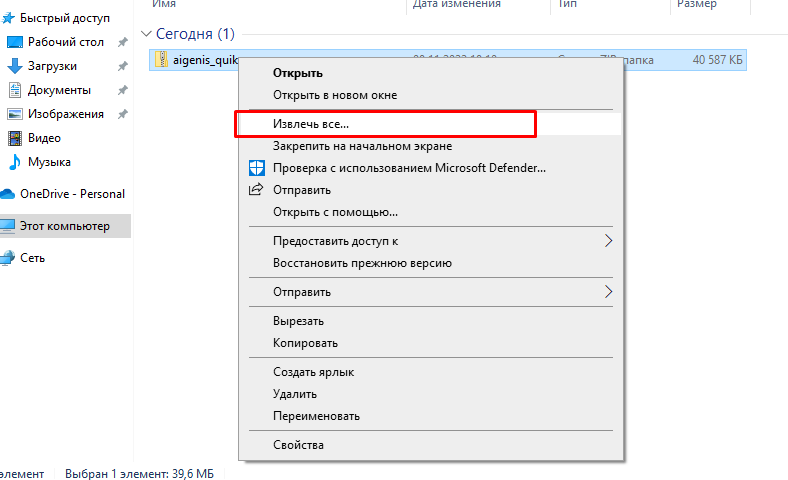 Имя Дата изменения Тип Размер
Быстрый доступ
Рабочий стол
Загрузки
Документы
Изображения
Видео
Музыка
OneDrive - Personal
Этот компьютер
Сеть
Сегодня (1)
aigenis_quik папка 40 587 КБ
Открыть
Открыть в новом окне
Извлечь все...
Закрепить на начальном экране
Проверка с использованием Microsoft Defender...
Отправить
Открыть с помощью...
Предоставить доступ к
Восстановить прежнюю версию
Отправить
Вырезать
Копировать
Создать ярлык
Удалить
Переименовать
Свойства
элемент Выбран 1 элемент: 39,6 МБ